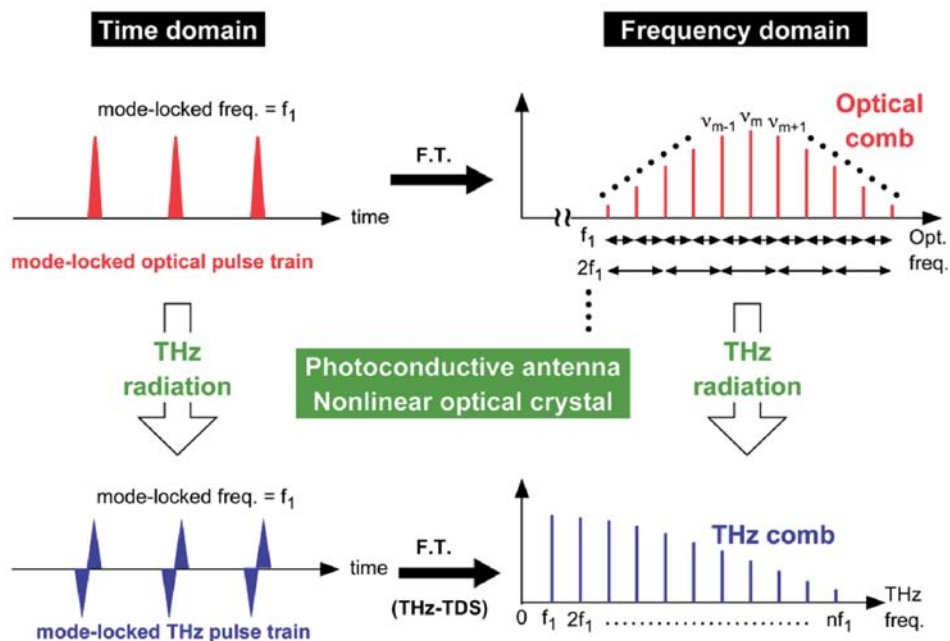 Time domain
Frequency domain
mode-locked freq. = f₁
F.T.
time
mode-locked optical pulse train
νₘ₋₁ νₘ νₘ₊₁
Optical
comb
f₁
2f₁
Opt.
freq.
THz
radiation
Photoconductive antenna
Nonlinear optical crystal
THz
radiation
mode-locked freq. = f₁
F.T.
(THz-TDS)
time
mode-locked THz pulse train
THz comb
0 f₁ 2f₁ nf₁
THz
freq.